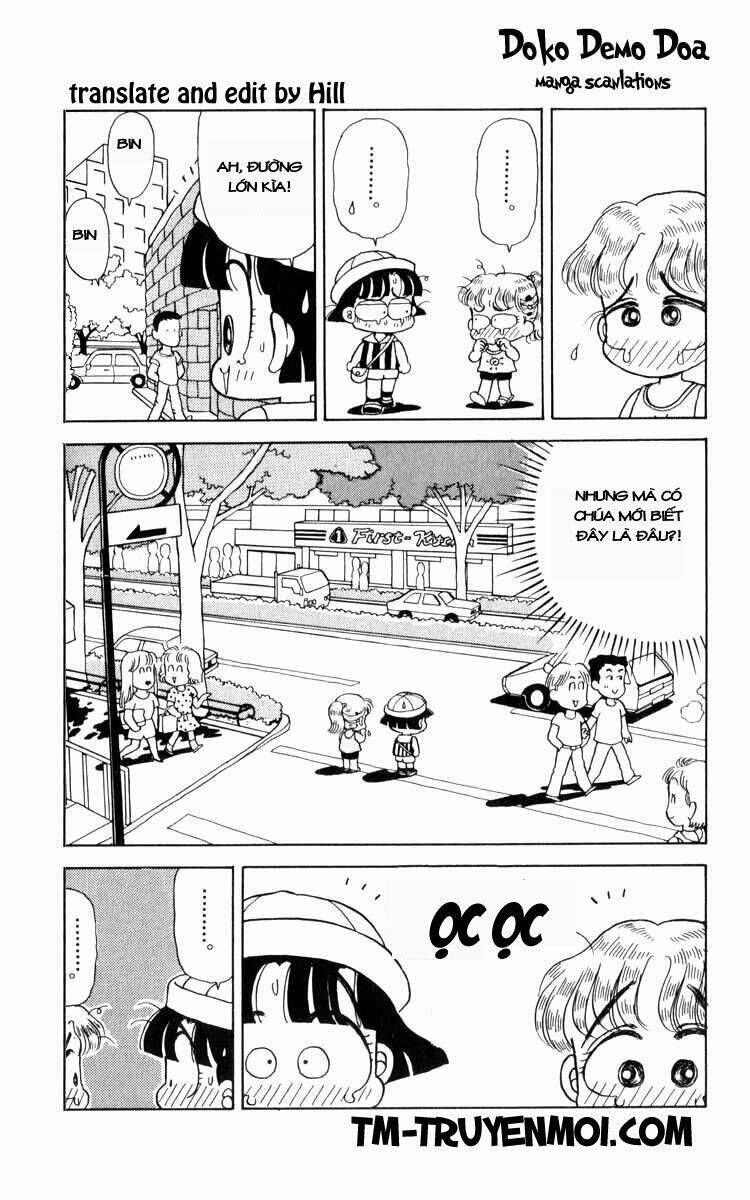 Doko Demo Doa
Manga Scanlations
translate and edit by Hill
BIN
BIN
AH, ĐƯỜNG
LỚN KÌA!
NHƯNG MÀ CÓ
CHÚA MỚI BIẾT
ĐÂY LÀ ĐÂU?!
First-Kitchen
ỌC ỌC
TM-TRUYENMOI.COM